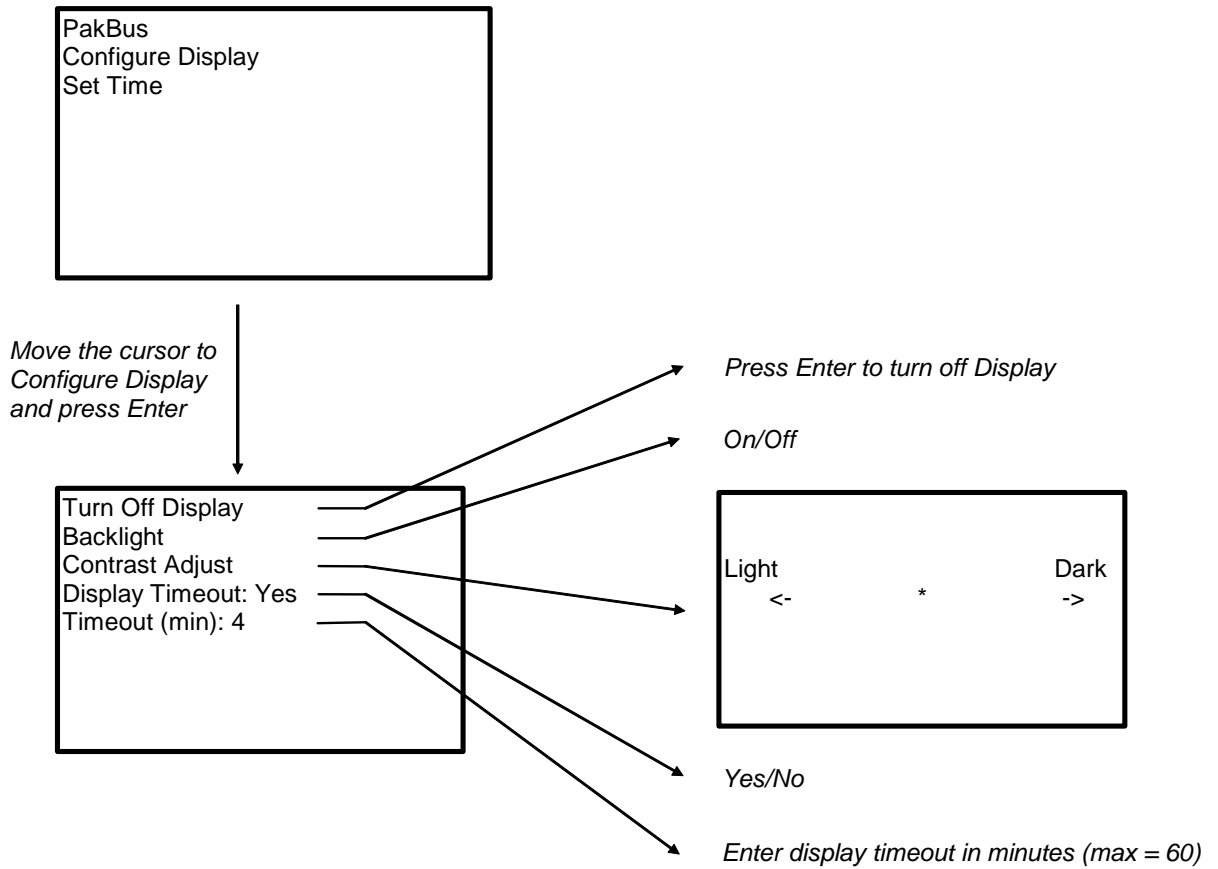 PakBus
Configure Display
Set Time
Move the cursor to
Configure Display
and press Enter
Turn Off Display
Backlight
Contrast Adjust
Display Timeout: Yes
Timeout (min): 4
Press Enter to turn off Display
On/Off
Light Dark
<- * ->
Yes/No
Enter display timeout in minutes (max = 60)